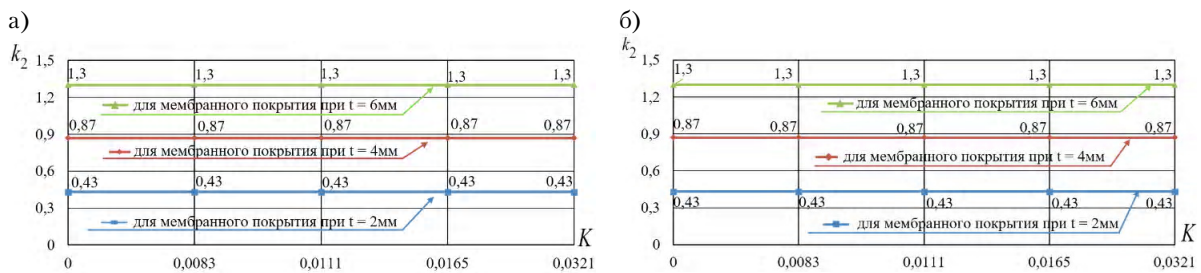 а)
k2
1,5
1,3 1,3 1,3 1,3 1,3
1,2
для мембранного покрытия при t = 6мм
0,9
0,87 0,87 0,87 0,87 0,87
для мембранного покрытия при t = 4мм
0,6
0,43 0,43 0,43 0,43 0,43
0,3
для мембранного покрытия при t = 2мм
0
K
0 0,0083 0,0111 0,0165 0,0321
б)
k2
1,5
1,3 1,3 1,3 1,3 1,3
1,2
для мембранного покрытия при t = 6мм
0,9
0,87 0,87 0,87 0,87 0,87
для мембранного покрытия при t = 4мм
0,6
0,3
0,43 0,43 0,43 0,43 0,43
для мембранного покрытия при t = 2мм
0
K
0 0,0083 0,0111 0,0165 0,0321